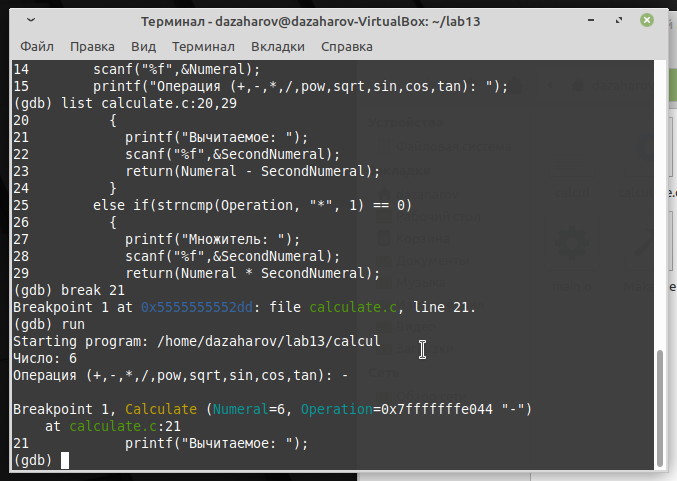 Терминал - dazaharov@dazaharov-VirtualBox: ~/lab13
Файл Правка Вид Терминал Вкладки Справка
14        scanf("%f",&Numeral);
15        printf("Операция (+,-,*,/,pow,sqrt,sin,cos,tan): ");
(gdb) list calculate.c:20,29
20          {
21            printf("Вычитаемое: ");
22            scanf("%f",&SecondNumeral);
23            return(Numeral - SecondNumeral);
24          }
25        else if(strncmp(Operation, "*", 1) == 0)
26          {
27            printf("Множитель: ");
28            scanf("%f",&SecondNumeral);
29            return(Numeral * SecondNumeral);
(gdb) break 21
Breakpoint 1 at 0x5555555552dd: file calculate.c, line 21.
(gdb) run
Starting program: /home/dazaharov/lab13/calcul
Число: 6
Операция (+,-,*,/,pow,sqrt,sin,cos,tan): -
Breakpoint 1, Calculate (Numeral=6, Operation=0x7fffffffe044 "-")
    at calculate.c:21
21            printf("Вычитаемое: ");
(gdb)